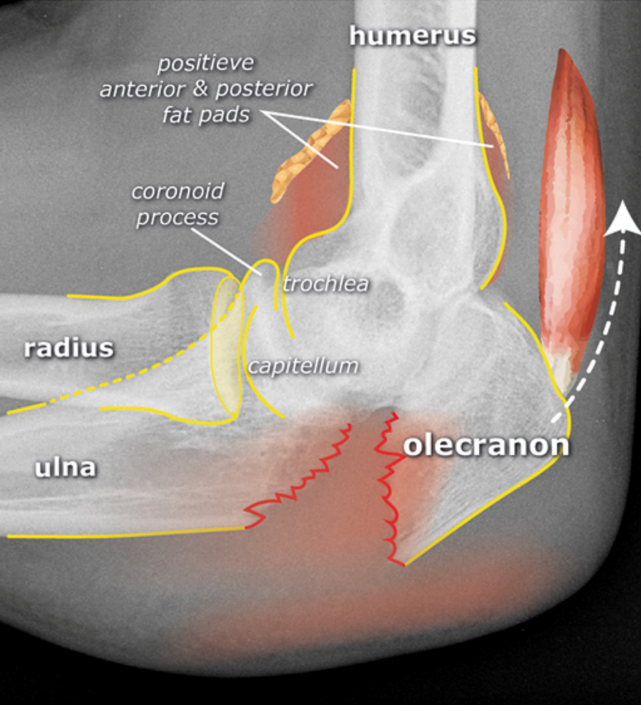 humerus
positieve
anterior & posterior
fat pads
coronoid
process
trochlea
radius
capitellum
olecranon
ulna